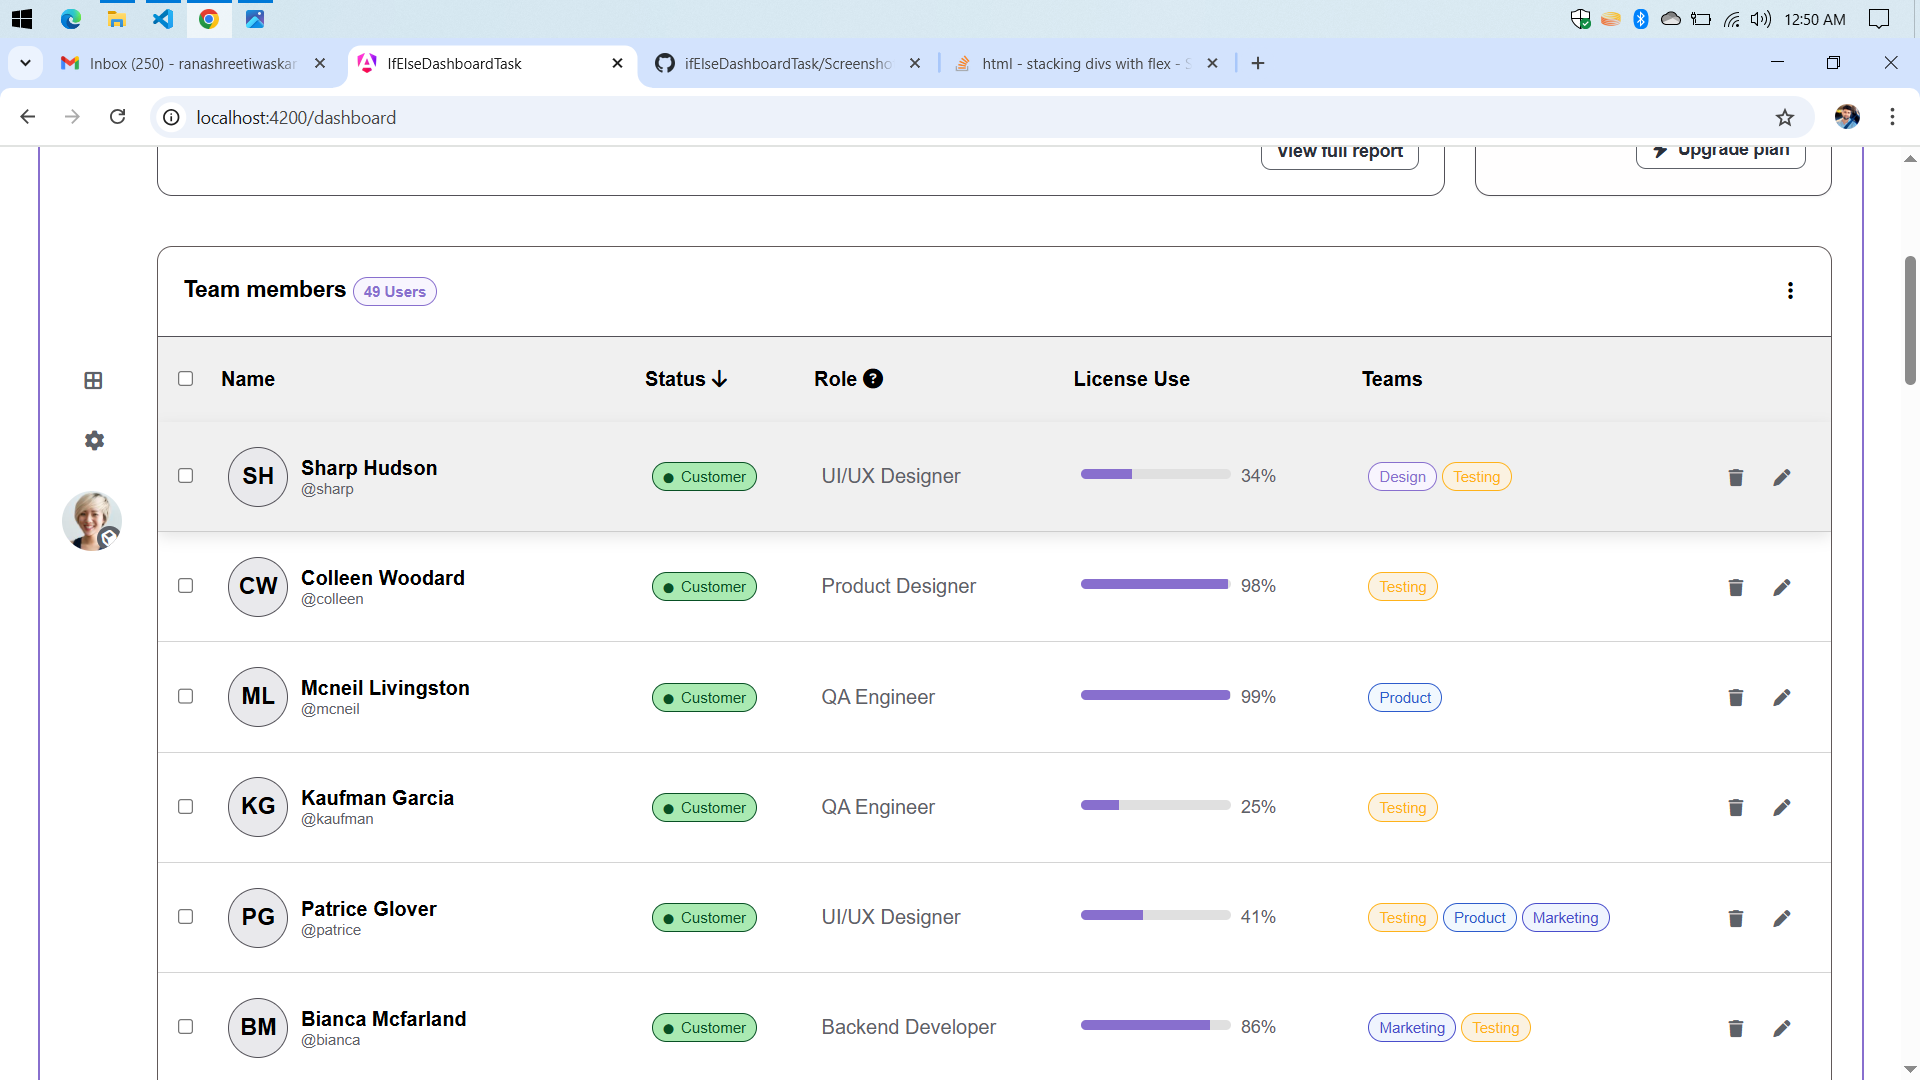 12:50 AM
Inbox (250) - ranashreetiwaskar
IfElseDashboardTask
ifElseDashboardTask/Screensho
html - stacking divs with flex - S
localhost:4200/dashboard
View full report
Upgrade plan
Team members 49 Users
Name Status Role License Use Teams
SH Sharp Hudson
@sharp
Customer UI/UX Designer 34% Design Testing
CW Colleen Woodard
@colleen
Customer Product Designer 98% Testing
ML Mcneil Livingston
@mcneil
Customer QA Engineer 99% Product
KG Kaufman Garcia
@kaufman
Customer QA Engineer 25% Testing
PG Patrice Glover
@patrice
Customer UI/UX Designer 41% Testing Product Marketing
BM Bianca Mcfarland
@bianca
Customer Backend Developer 86% Marketing Testing